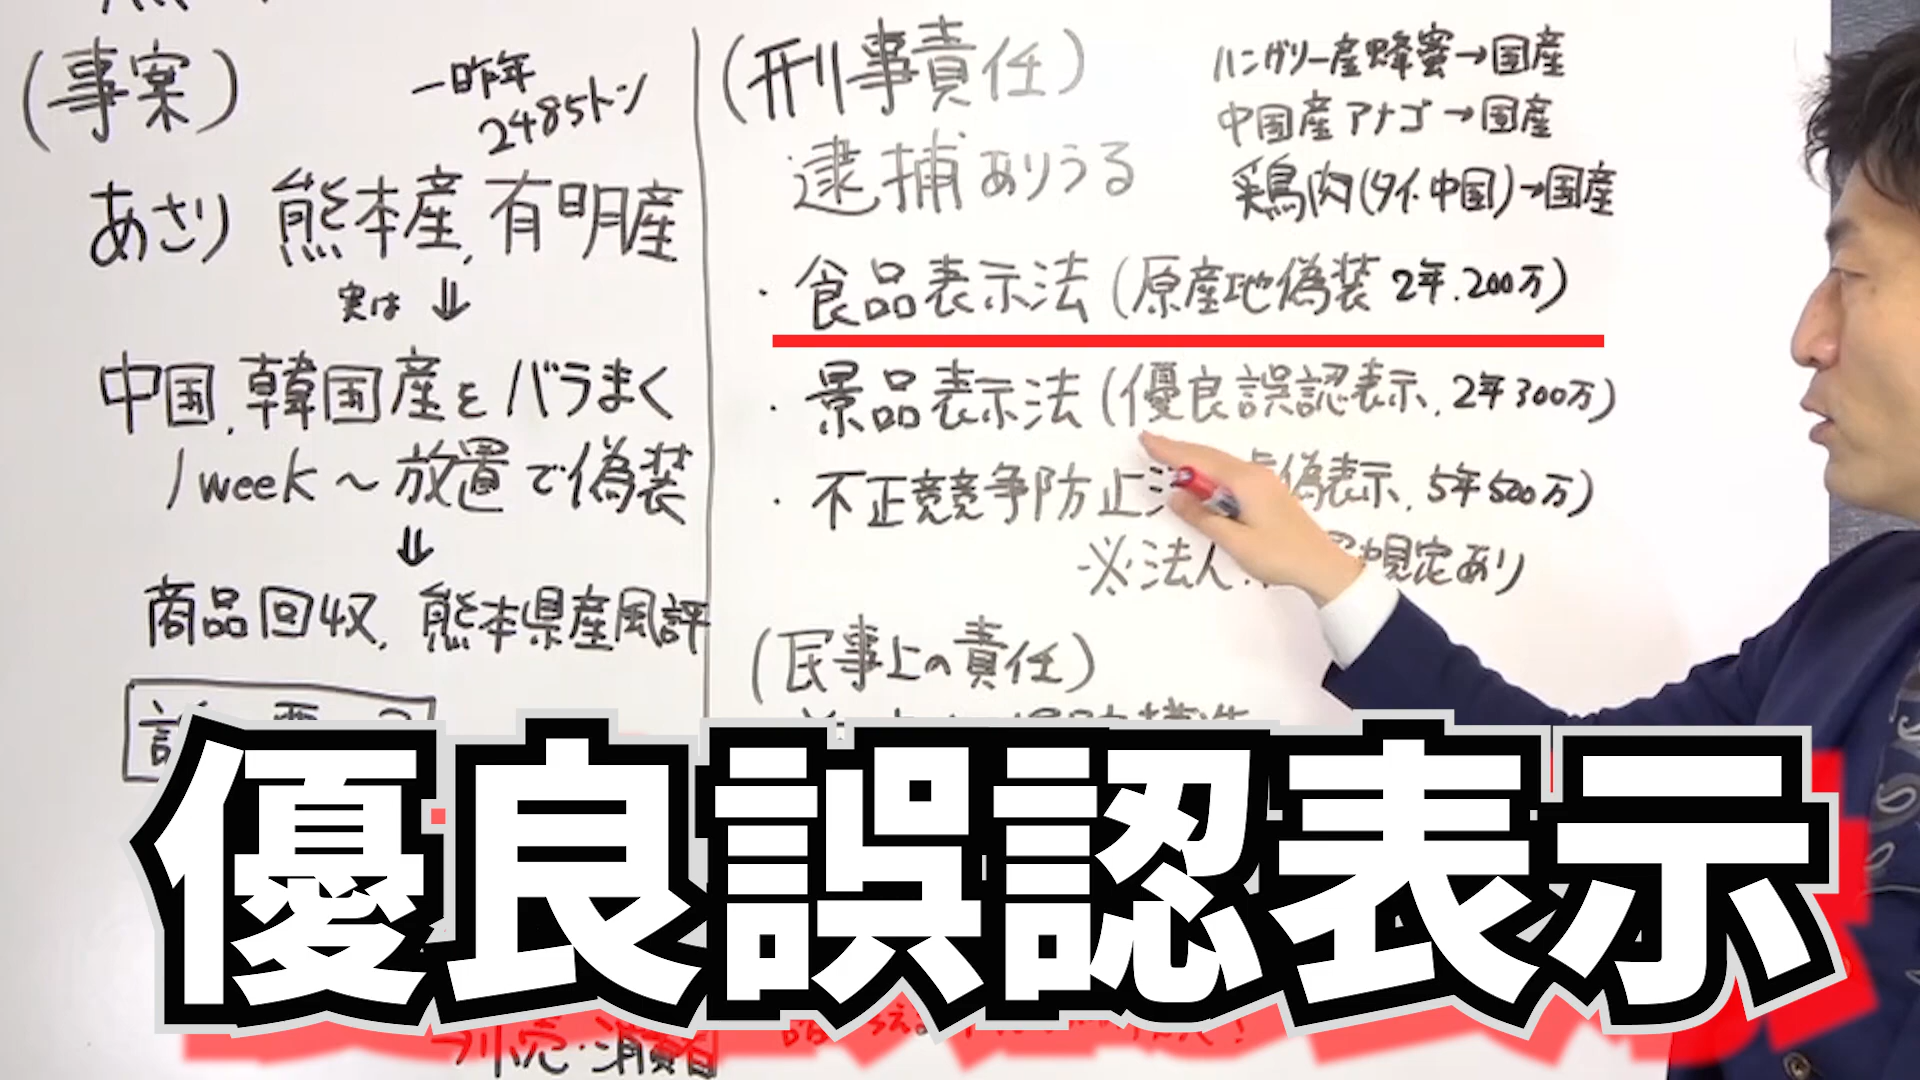 (事案)
一昨年
2485トン
あさり 熊本産, 有明産
実は ⇓
中国, 韓国産をバラまく
1week～放置で偽装
⇓
商品回収, 熊本県産風評
(刑事責任)
逮捕ありうる
ハンガリー産蜂蜜→国産
中国産アナゴ→国産
鶏肉(タイ・中国)→国産
・食品表示法(原産地偽装 2年.200万)
・景品表示法(優良誤認表示, 2年300万)
・不正競争防止法 偽表示, 5年500万)
※法人 規定あり
(民事上の責任)
優良誤認表示
小売・消費者